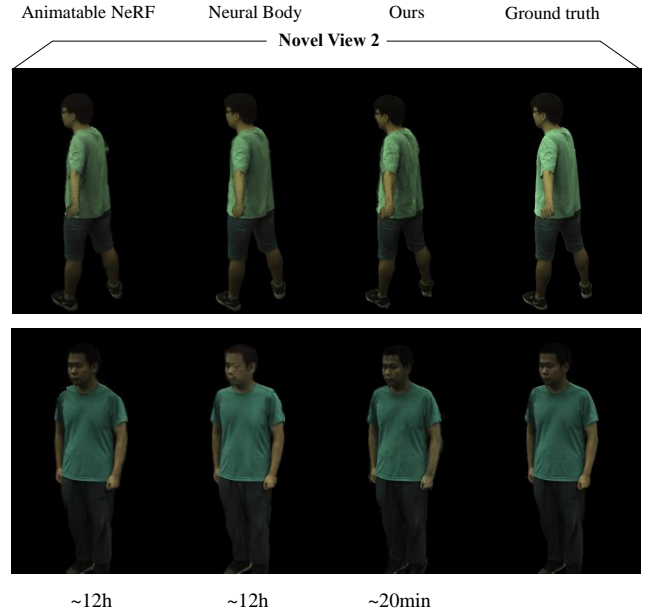 Animatable NeRF Neural Body Ours Ground truth
Novel View 2
~12h ~12h ~20min